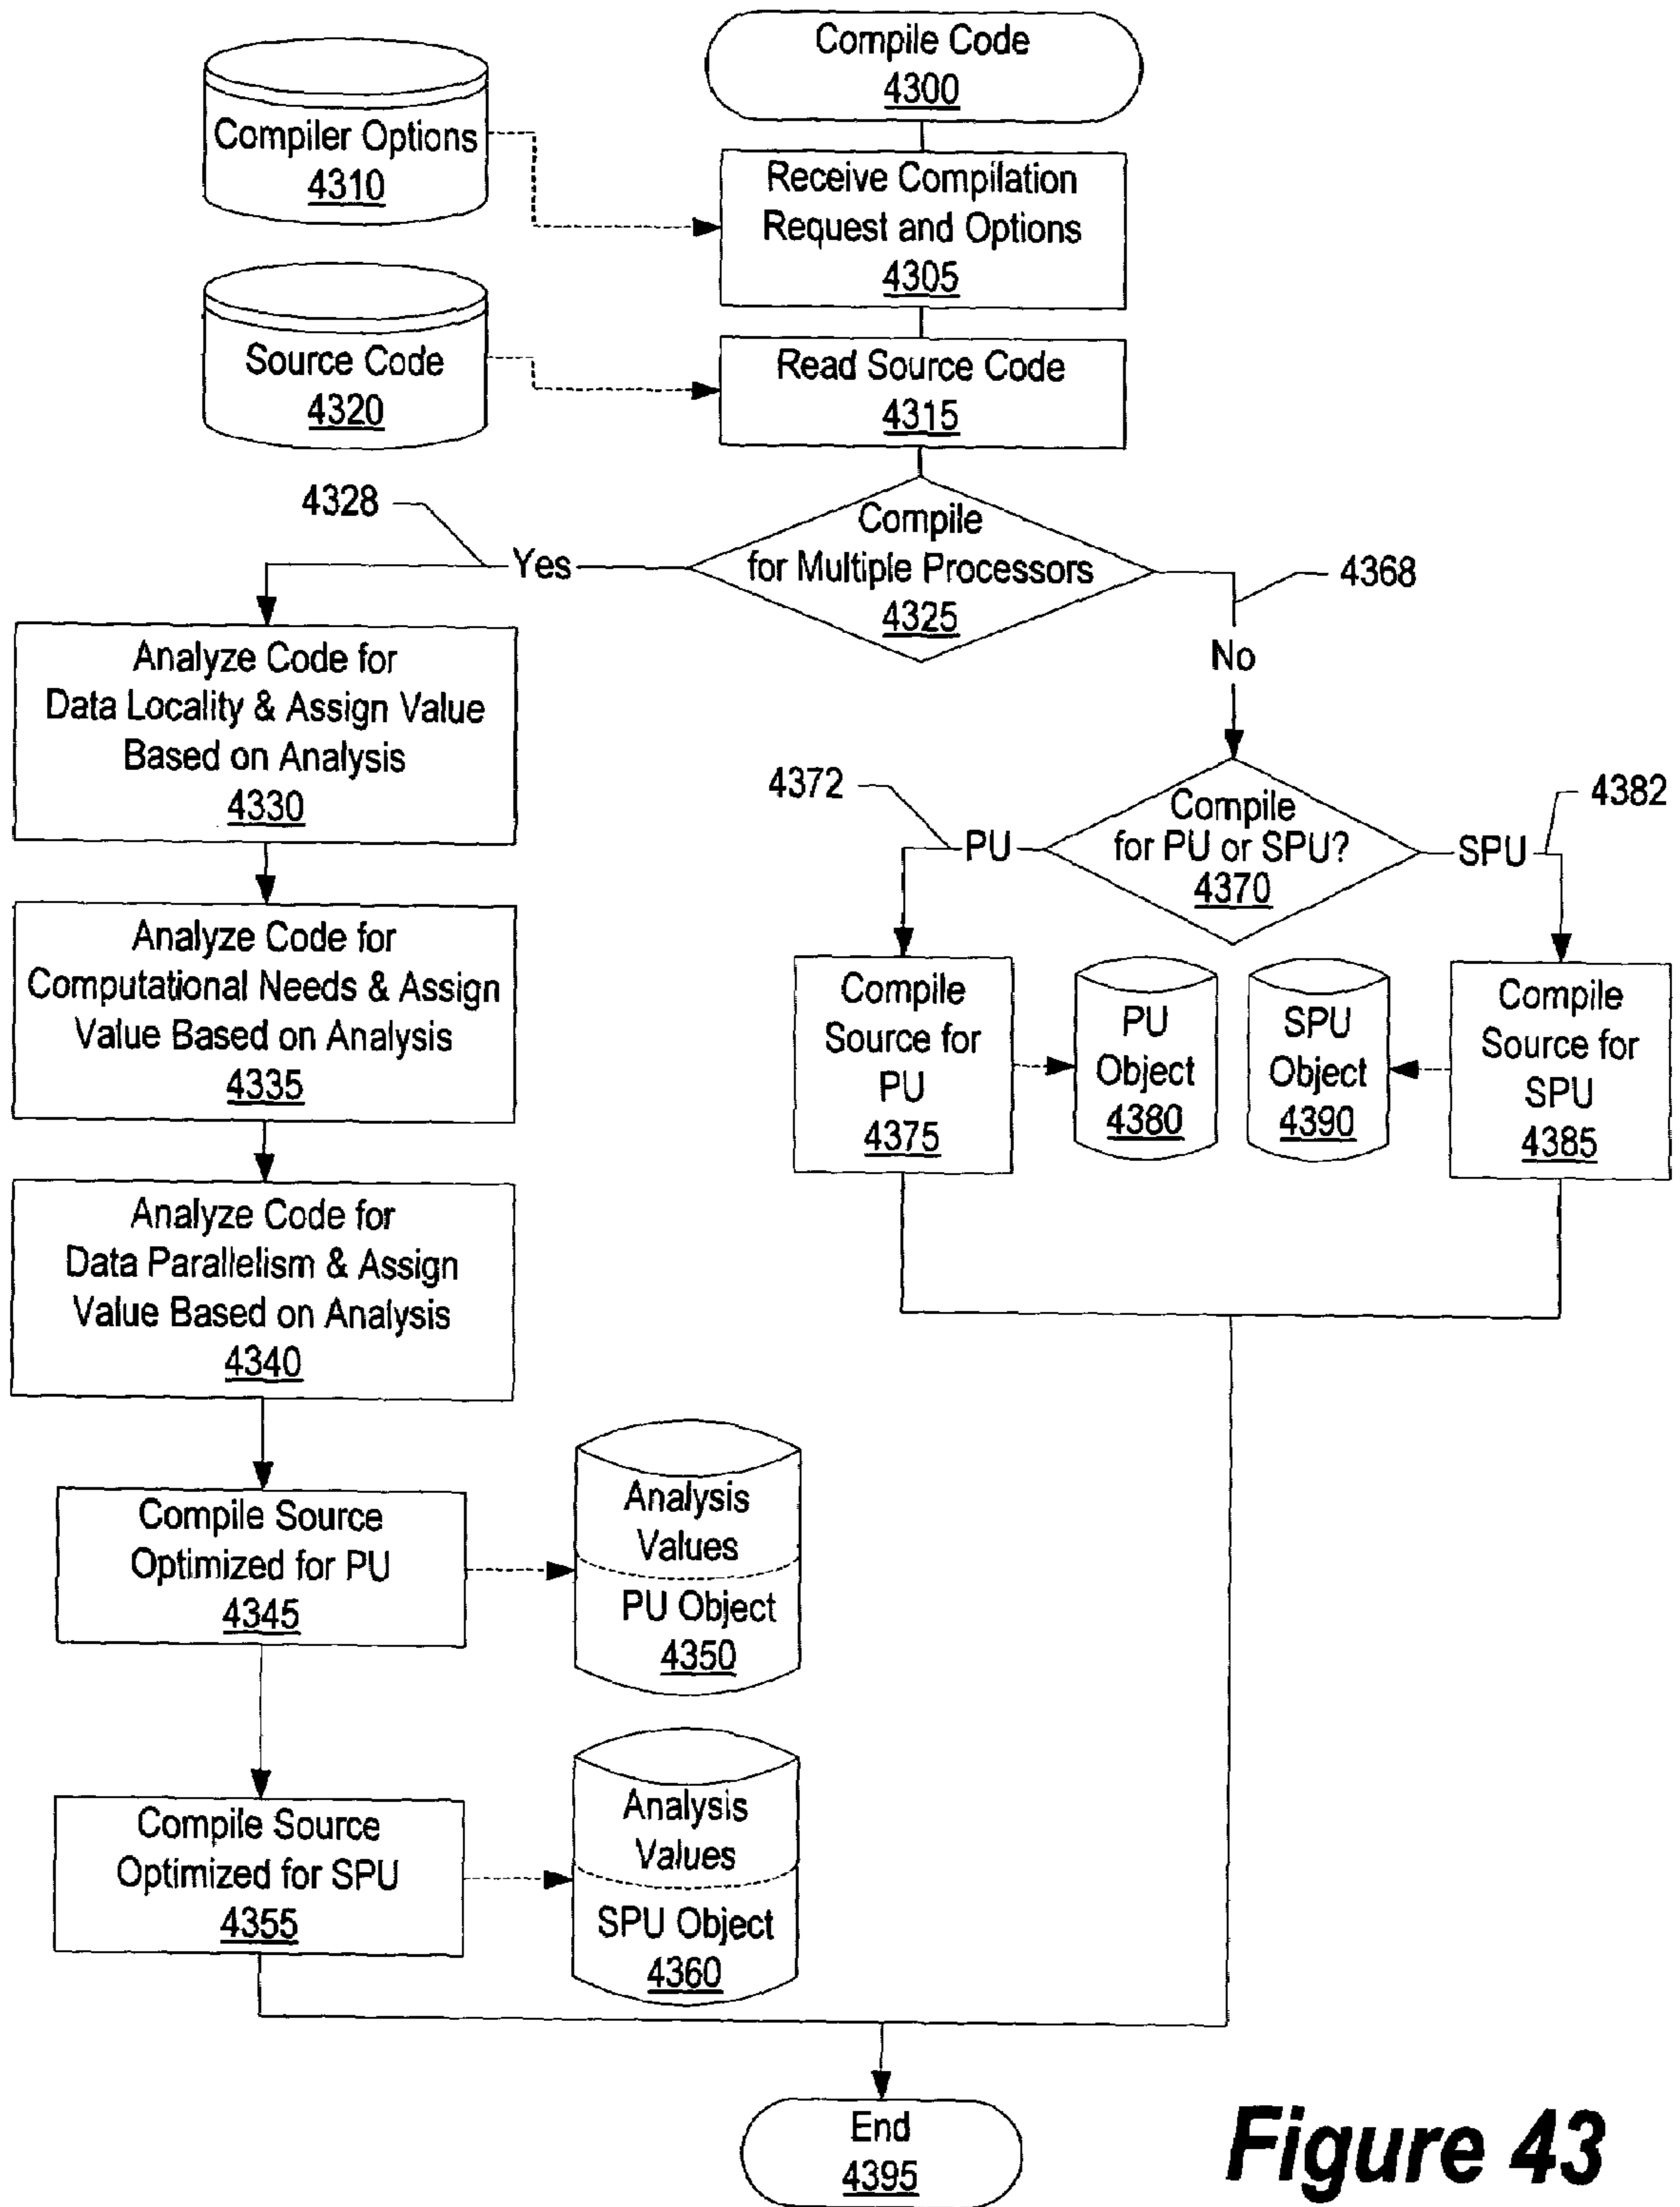 Compile Code
4300
Compiler Options
4310
Receive Compilation
Request and Options
4305
Source Code
4320
Read Source Code
4315
4328
Yes
Compile
for Multiple Processors
4325
4368
No
Analyze Code for
Data Locality & Assign Value
Based on Analysis
4330
4372
PU
Compile
for PU or SPU?
4370
SPU
4382
Analyze Code for
Computational Needs & Assign
Value Based on Analysis
4335
Compile
Source for
PU
4375
PU
Object
4380
SPU
Object
4390
Compile
Source for
SPU
4385
Analyze Code for
Data Parallelism & Assign
Value Based on Analysis
4340
Compile Source
Optimized for PU
4345
Analysis
Values
PU Object
4350
Compile Source
Optimized for SPU
4355
Analysis
Values
SPU Object
4360
End
4395
Figure 43